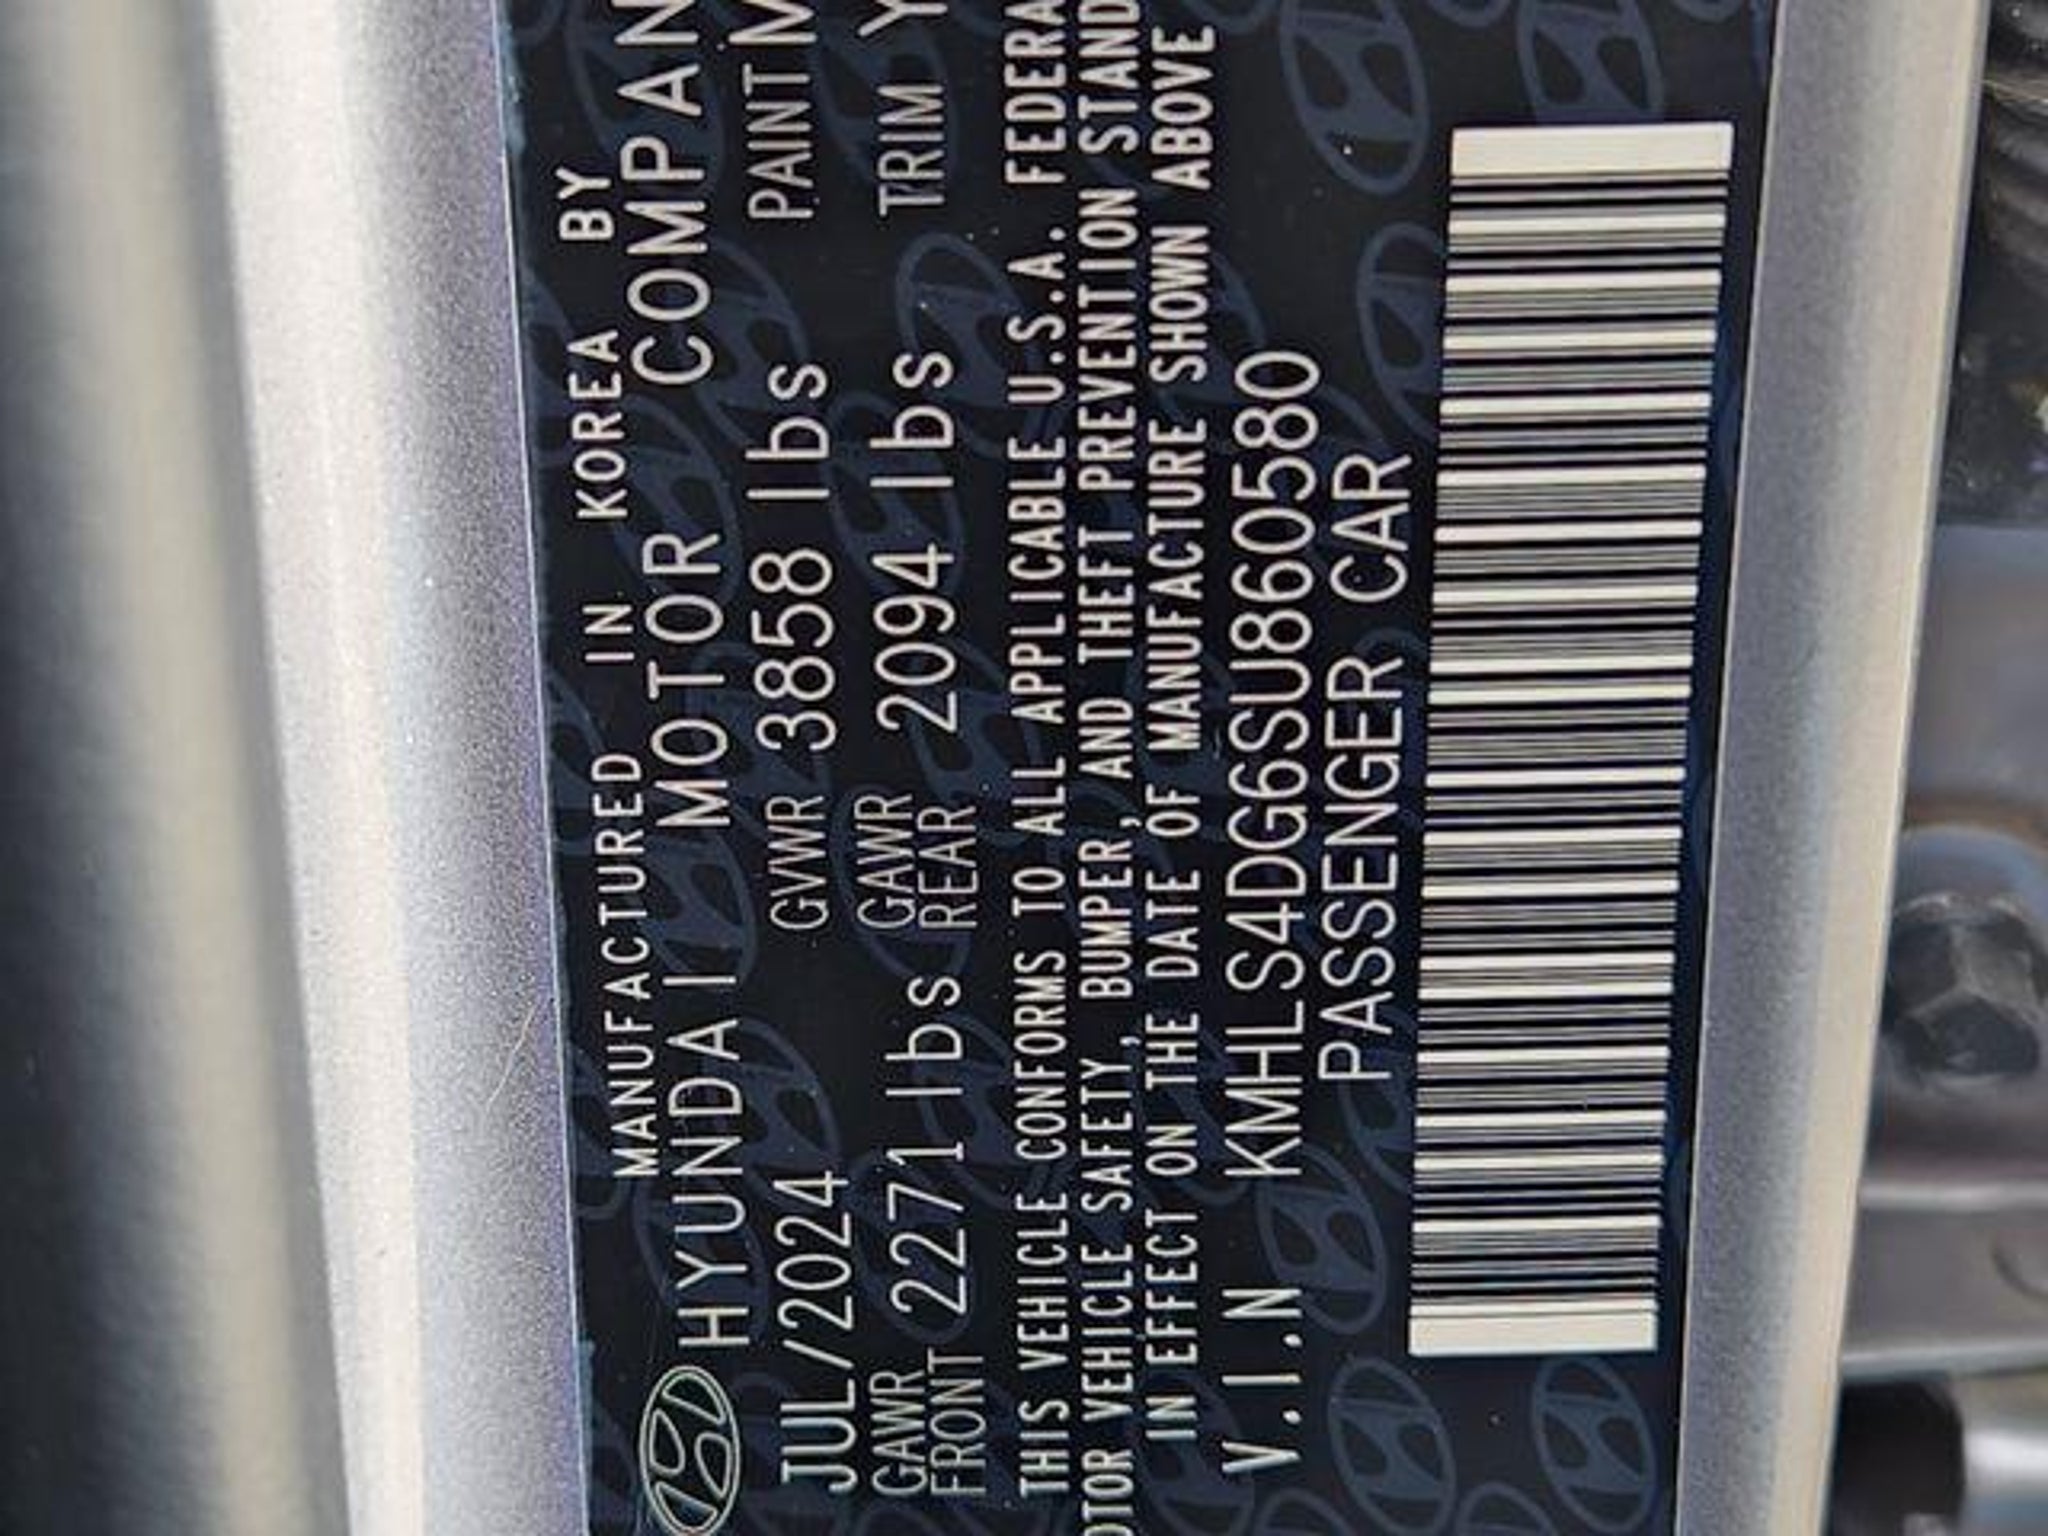 MANUFACTURED IN KOREA BY
HYUNDAI MOTOR COMPAN
JUL/2024 GVWR 3858 lbs PAINT M
GAWR FRONT 2271 lbs GAWR REAR 2094 lbs TRIM Y
THIS VEHICLE CONFORMS TO ALL APPLICABLE U.S.A. FEDERA
OTOR VEHICLE SAFETY, BUMPER, AND THEFT PREVENTION STAND
IN EFFECT ON THE DATE OF MANUFACTURE SHOWN ABOVE
V.I.N KMHLS4DG6SU860580
PASSENGER CAR